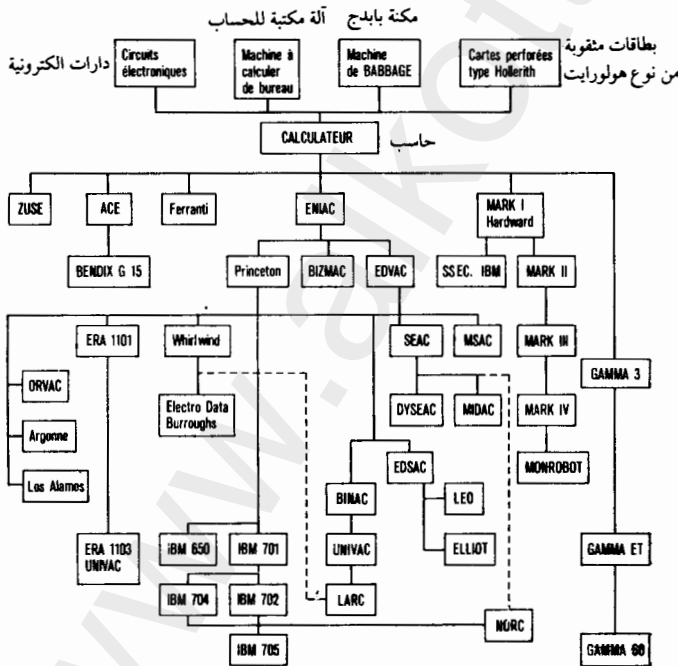 مكنة بابدج
آلة مكتبة للحساب
بطاقات مثقوبة
من نوع هولورايت
دارات الكترونية
Circuits
électroniques
Machine à
calculer
de bureau
Machine
de BABBAGE
Cartes perforées
type Hollerith
CALCULATEUR
حاسب
ZUSE
ACE
Ferranti
ENIAC
MARK I
Hardward
BENDIX G 15
Princeton
BIZMAC
EDVAC
SSEC. IBM
MARK II
ERA 1101
Whirlwind
SEAC
MSAC
MARK III
GAMMA 3
ORVAC
Electro Data
Burroughs
DYSEAC
MIDAC
MARK IV
Argonne
Los Alamos
EDSAC
MONROBOT
BINAC
LEO
ERA 1103
UNIVAC
IBM 650
IBM 701
UNIVAC
ELLIOT
GAMMA ET
IBM 704
IBM 702
LARC
NORC
IBM 705
GAMMA 60